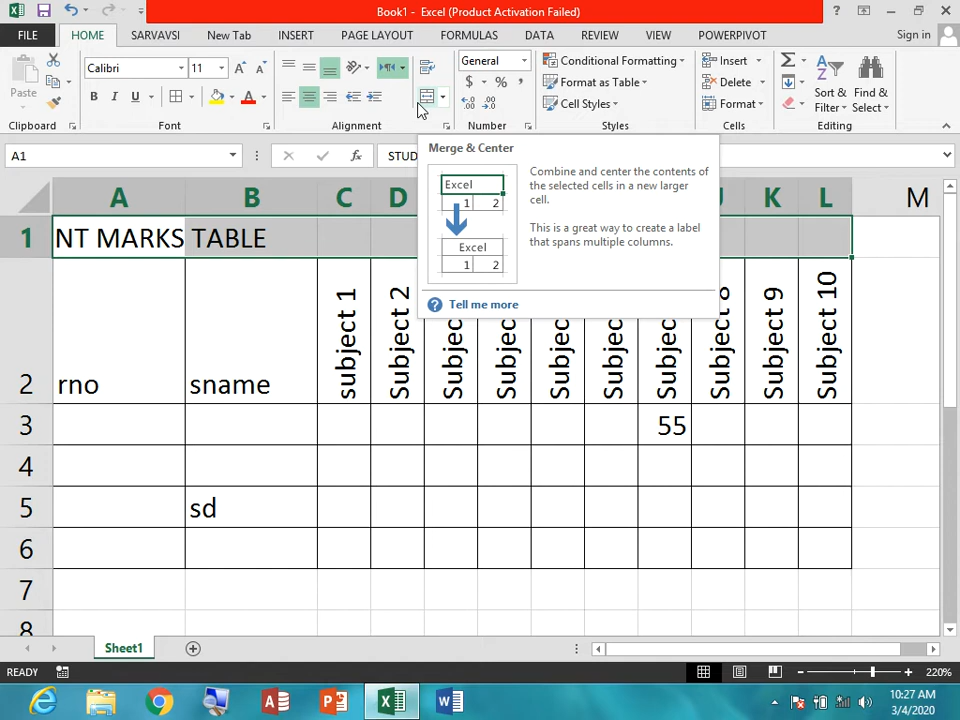 Book1 - Excel (Product Activation Failed)
FILE HOME SARVAVSI New Tab INSERT PAGE LAYOUT FORMULAS DATA REVIEW VIEW POWERPIVOT Sign in
Paste Calibri 11 General Conditional Formatting Insert
B I U $ % , Format as Table Delete Sort & Find &
Cell Styles Format Filter Select
Clipboard Font Alignment Number Styles Cells Editing
A1 fx STUD
Merge & Center
Combine and center the contents of
the selected cells in a new larger
cell.
This is a great way to create a label
that spans multiple columns.
Excel
1 2
Excel
1 2
Tell me more
A B C D K L M
1 NT MARKS TABLE
2 rno sname subject 1 Subject 2 Subject 9 Subject 10
3 55
4
5 sd
6
7
8
Sheet1
READY 220%
10:27 AM
3/4/2020